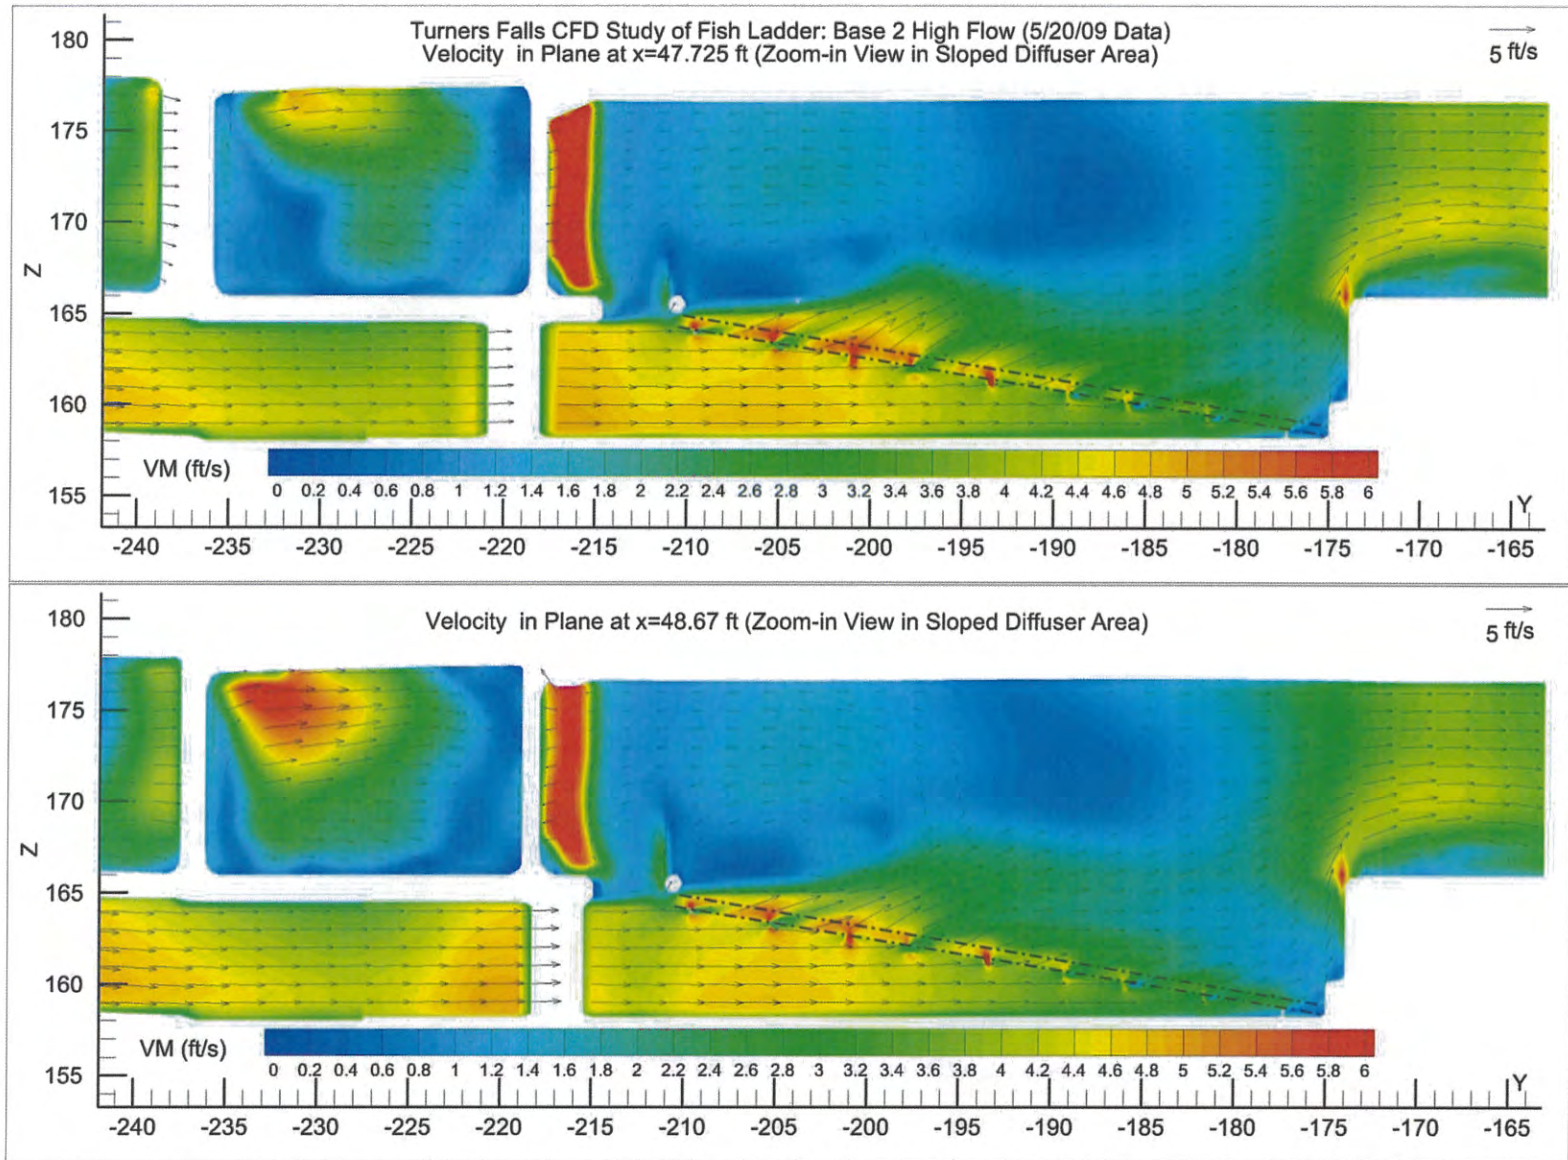 Turners Falls CFD Study of Fish Ladder: Base 2 High Flow (5/20/09 Data)
Velocity in Plane at x=47.725 ft (Zoom-in View in Sloped Diffuser Area)
5 ft/s
180
175
170
165
160
155
Z
VM (ft/s)
0 0.2 0.4 0.6 0.8 1 1.2 1.4 1.6 1.8 2 2.2 2.4 2.6 2.8 3 3.2 3.4 3.6 3.8 4 4.2 4.4 4.6 4.8 5 5.2 5.4 5.6 5.8 6
Y
-240 -235 -230 -225 -220 -215 -210 -205 -200 -195 -190 -185 -180 -175 -170 -165
Velocity in Plane at x=48.67 ft (Zoom-in View in Sloped Diffuser Area)
5 ft/s
180
175
170
165
160
155
Z
VM (ft/s)
0 0.2 0.4 0.6 0.8 1 1.2 1.4 1.6 1.8 2 2.2 2.4 2.6 2.8 3 3.2 3.4 3.6 3.8 4 4.2 4.4 4.6 4.8 5 5.2 5.4 5.6 5.8 6
Y
-240 -235 -230 -225 -220 -215 -210 -205 -200 -195 -190 -185 -180 -175 -170 -165